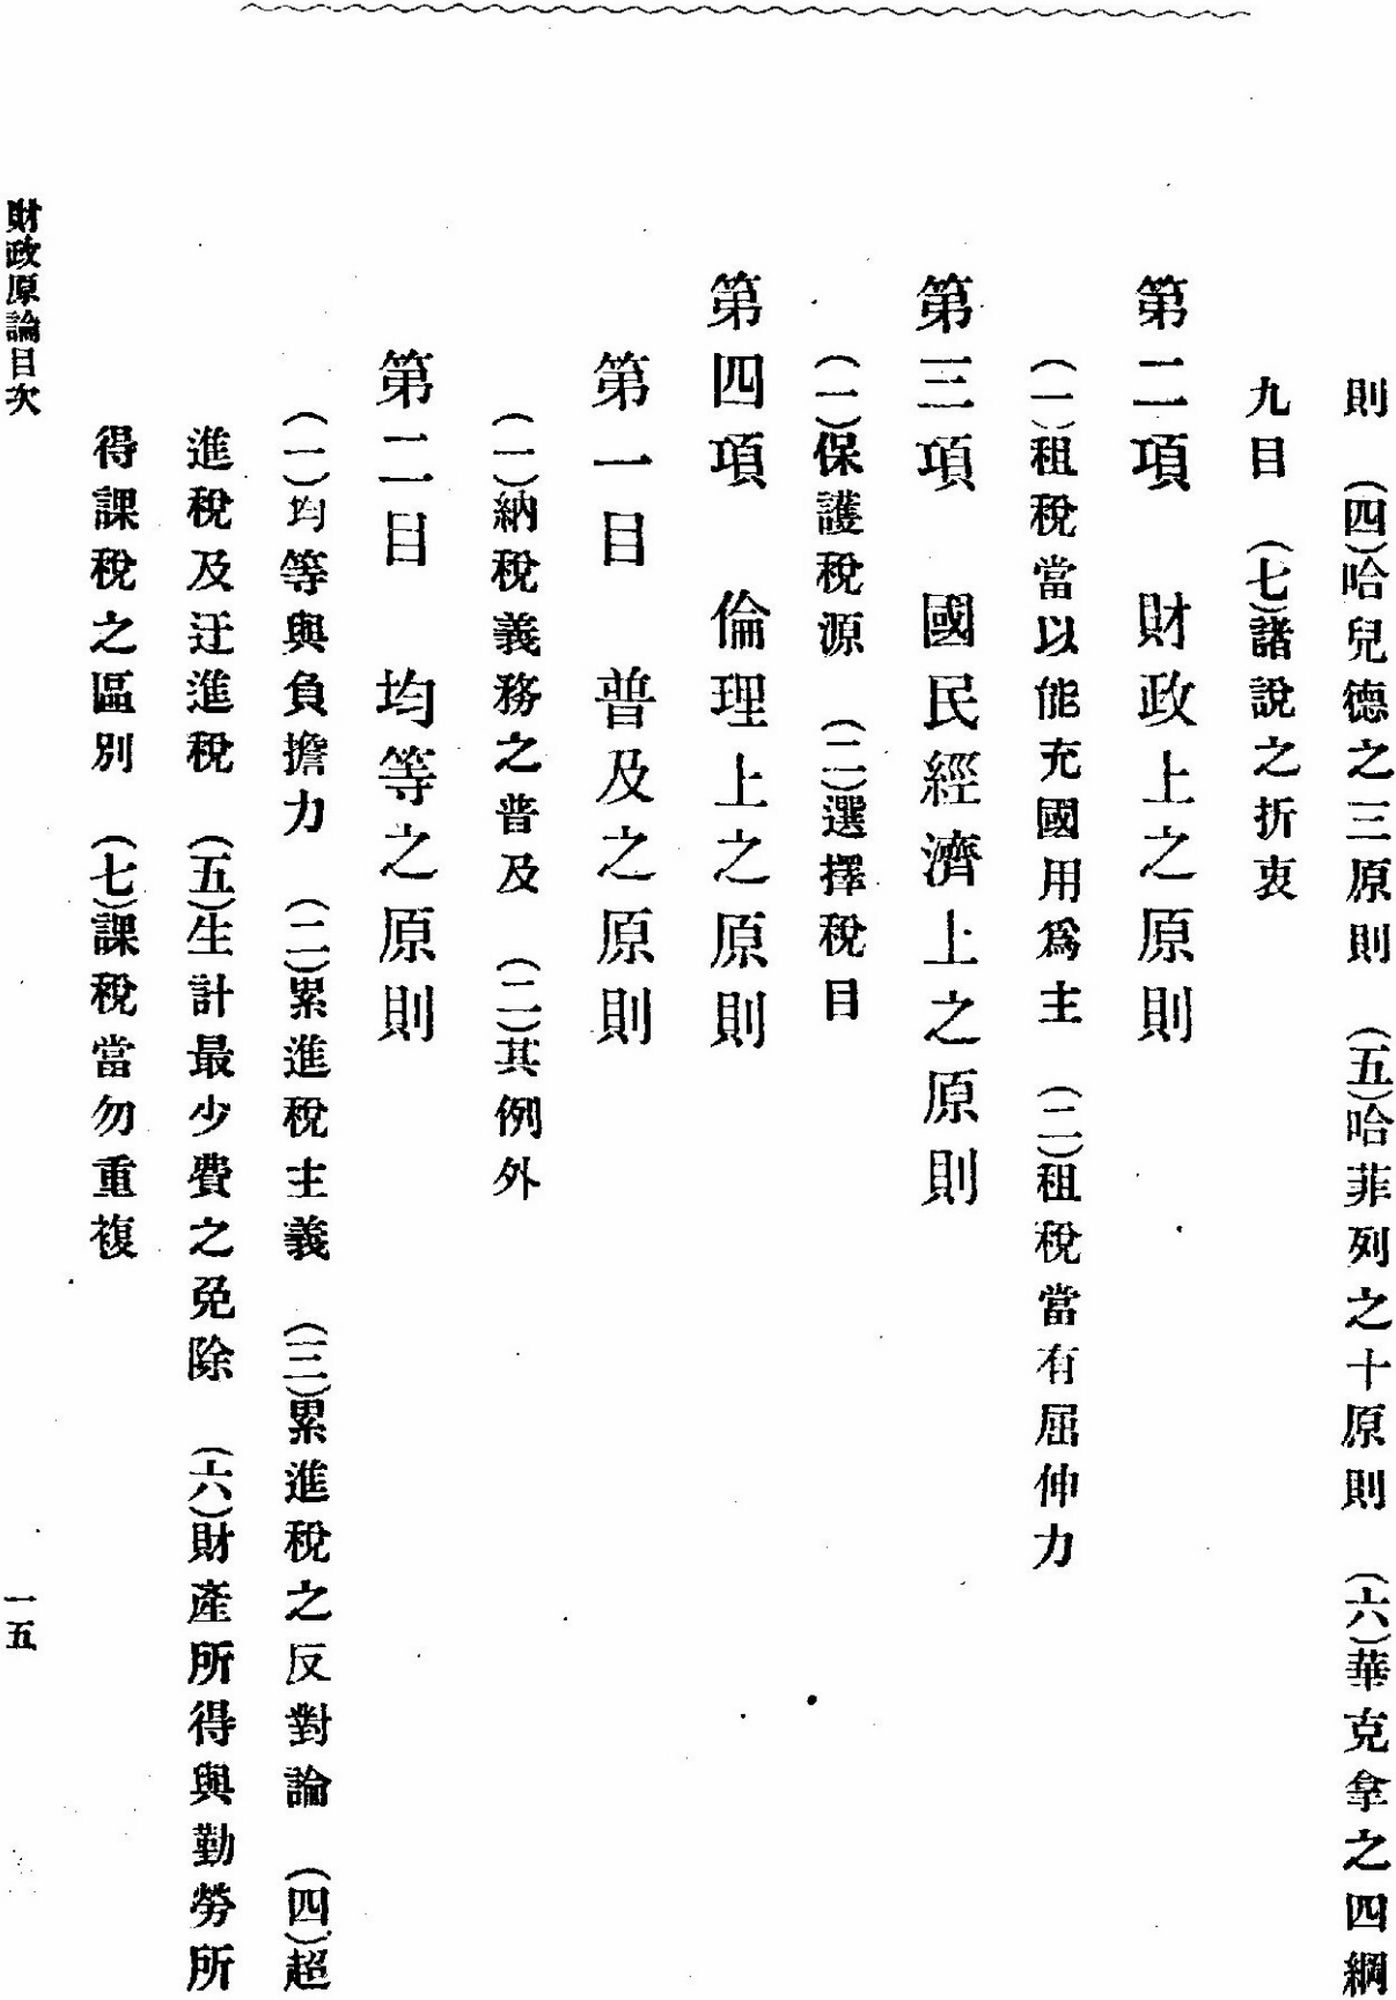 則　(四)哈兒德之三原則　(五)哈菲列之十原則　(六)華克拿之四綱
九目　(七)諸說之折衷
第二項　財政上之原則
(一)租稅當以能充國用爲主　(二)租稅當有屈伸力
第三項　國民經濟上之原則
(一)保護稅源　(二)選擇稅目
第四項　倫理上之原則
第一目　普及之原則
(一)納稅義務之普及　(二)其例外
第二目　均等之原則
(一)均等與負擔力　(二)累進稅主義　(三)累進稅之反對論　(四)超
進稅及迂進稅　(五)生計最少費之免除　(六)財產所得與勤勞所
得課稅之區別　(七)課稅當勿重複
財政原論目次
一五